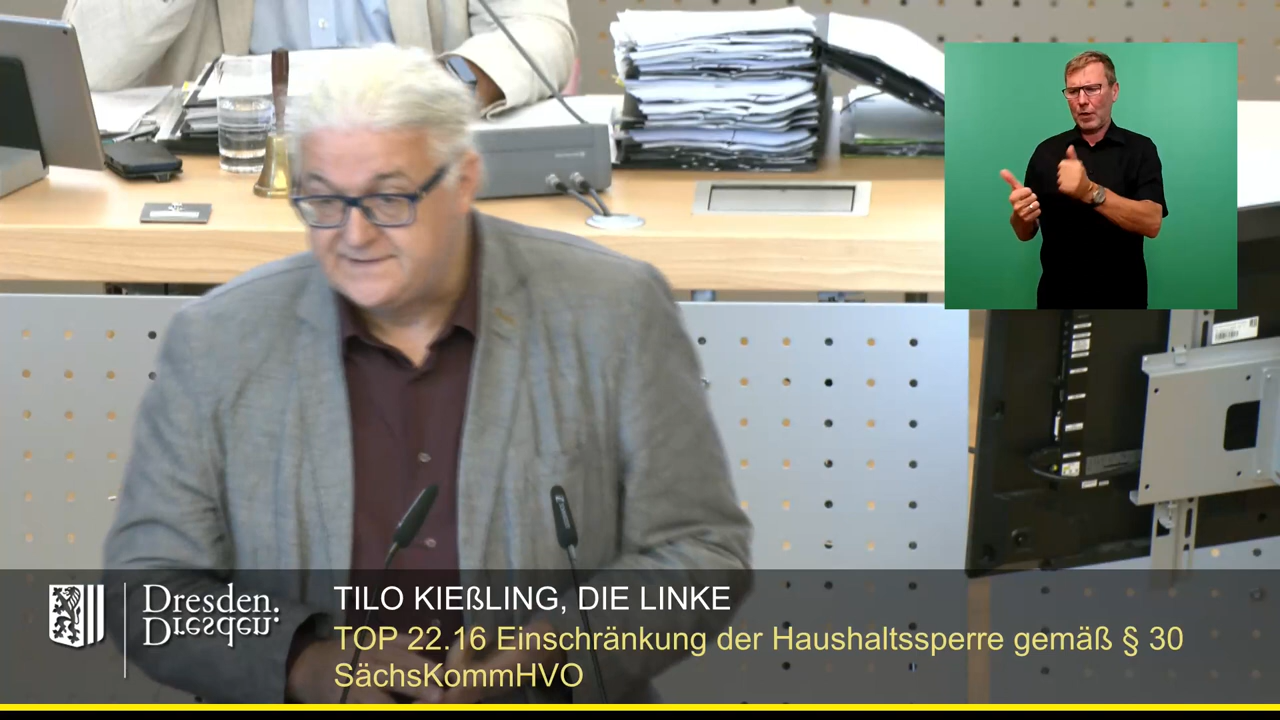 Dresden.
Dresden.
TILO KIEßLING, DIE LINKE
TOP 22.16 Einschränkung der Haushaltssperre gemäß § 30
SächsKommHVO